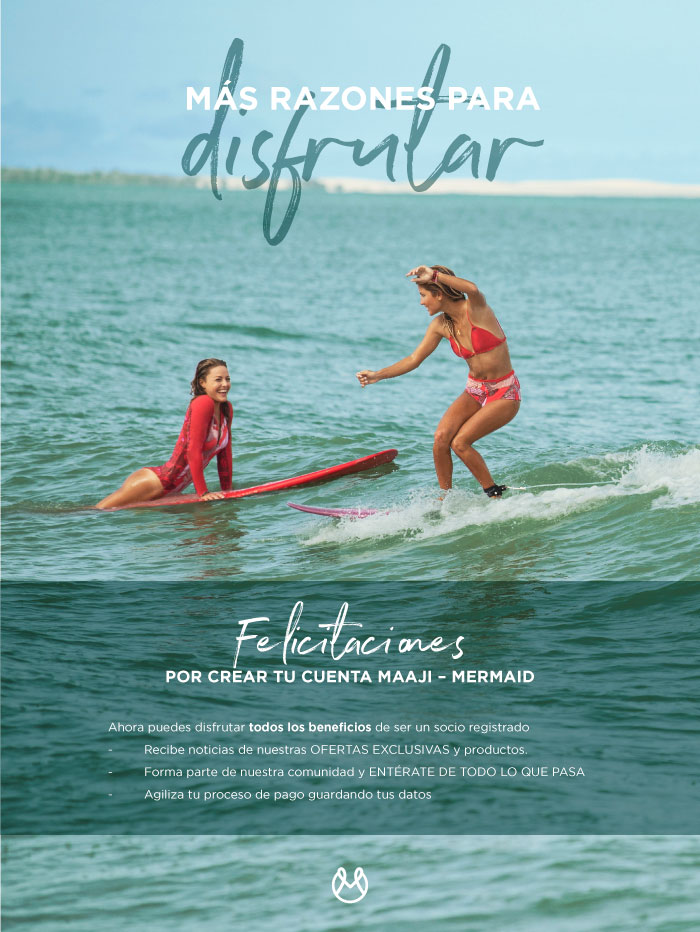 MÁS RAZONES PARA
disfrutar
Felicitaciones
POR CREAR TU CUENTA MAAJI – MERMAID
Ahora puedes disfrutar todos los beneficios de ser un socio registrado
- Recibe noticias de nuestras OFERTAS EXCLUSIVAS y productos.
- Forma parte de nuestra comunidad y ENTÉRATE DE TODO LO QUE PASA
- Agiliza tu proceso de pago guardando tus datos